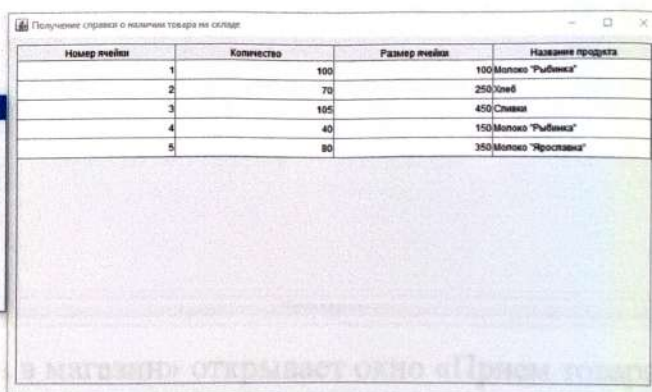 Получение справки о наличии товара на складе
Номер ячейки Количество Размер ячейки Название продукта
1 100 100 Молоко "Рыбинка"
2 70 250 Хлеб
3 105 450 Сливки
4 40 150 Молоко "Рыбинка"
5 80 350 Молоко "Ярославна"
в магазин» открывает окно «Прием товара